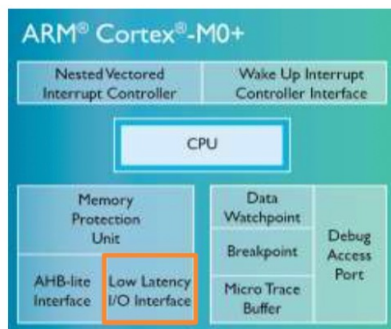 ARM® Cortex®-M0+
Nested Vectored
Interrupt Controller
Wake Up Interrupt
Controller Interface
CPU
Memory
Protection
Unit
AHB-lite
Interface
Low Latency
I/O Interface
Data
Watchpoint
Breakpoint
Micro Trace
Buffer
Debug
Access
Port